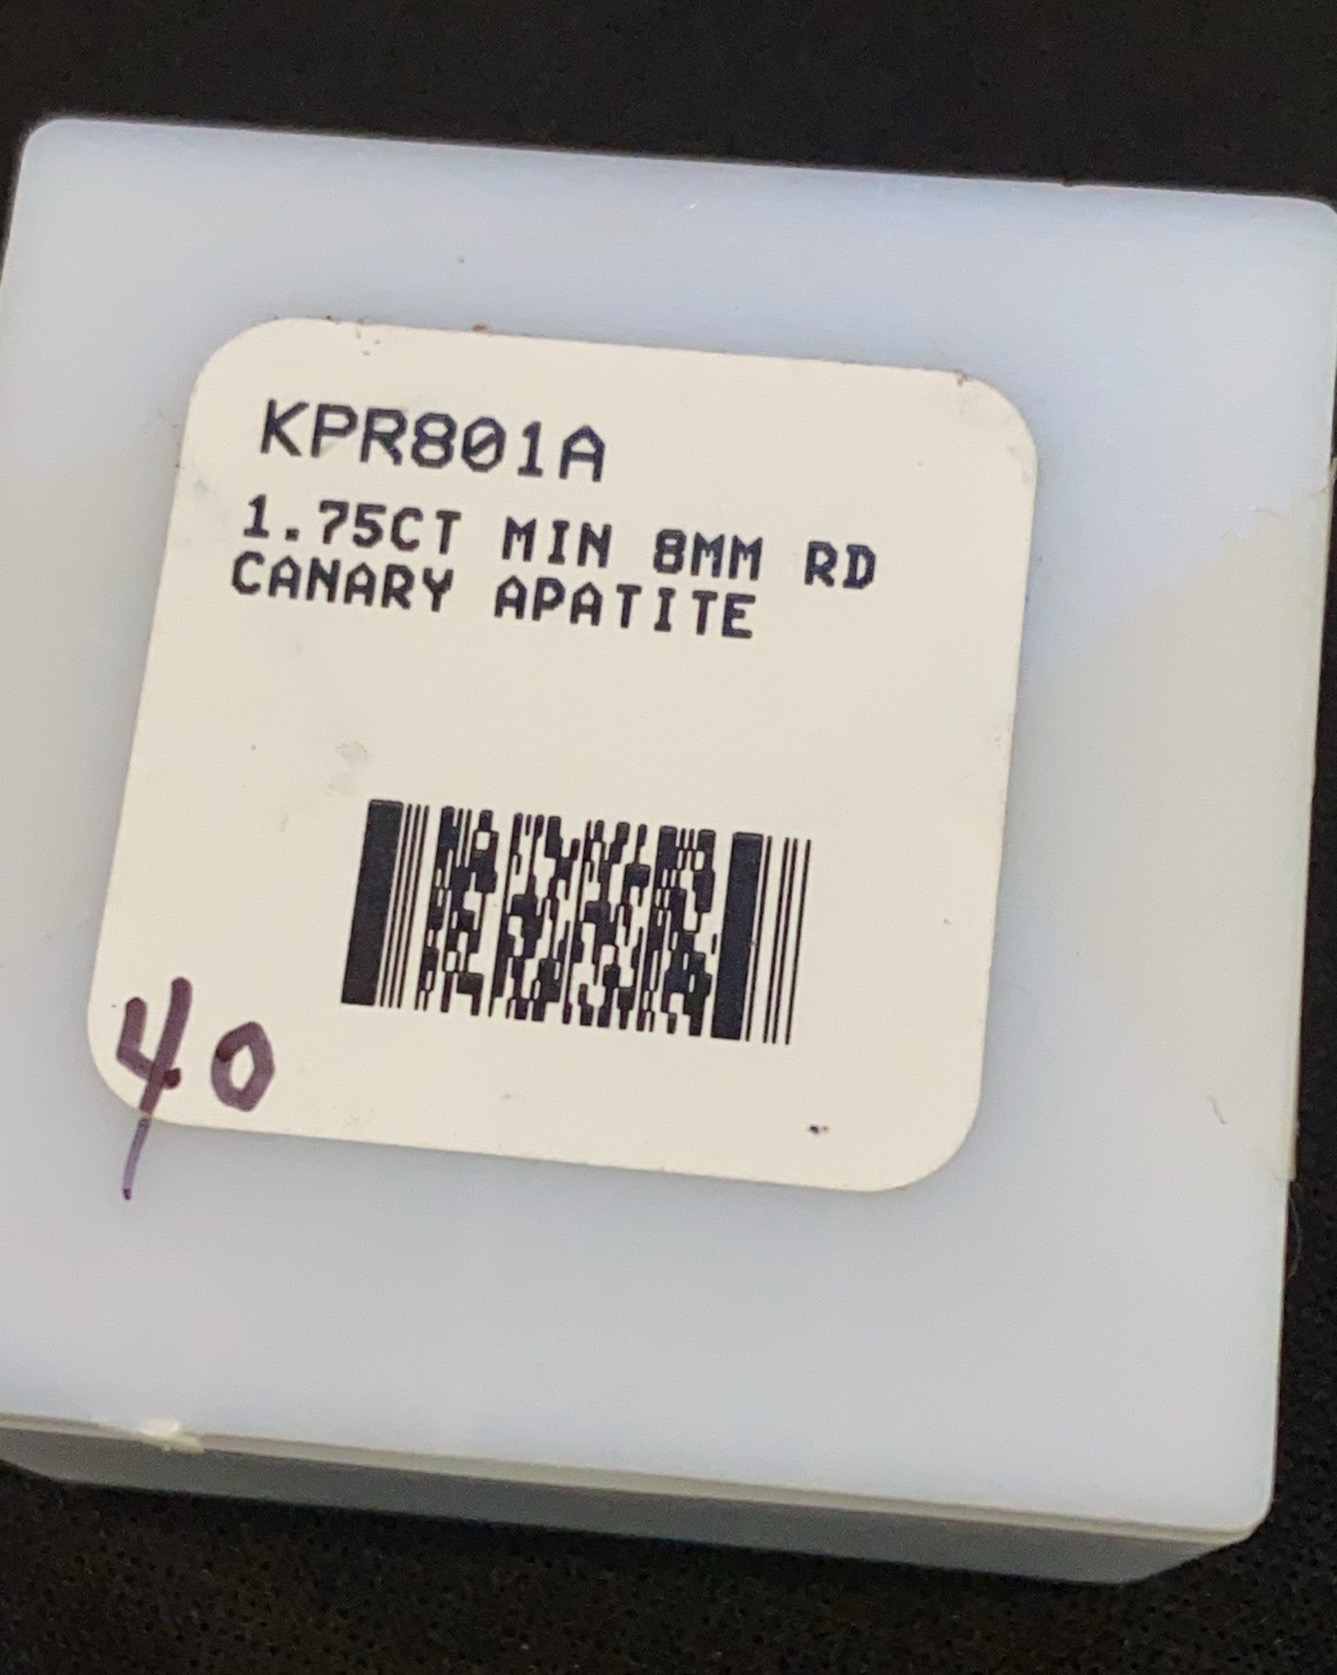 KPR801A
1.75CT MIN 8MM RD
CANARY APATITE
40